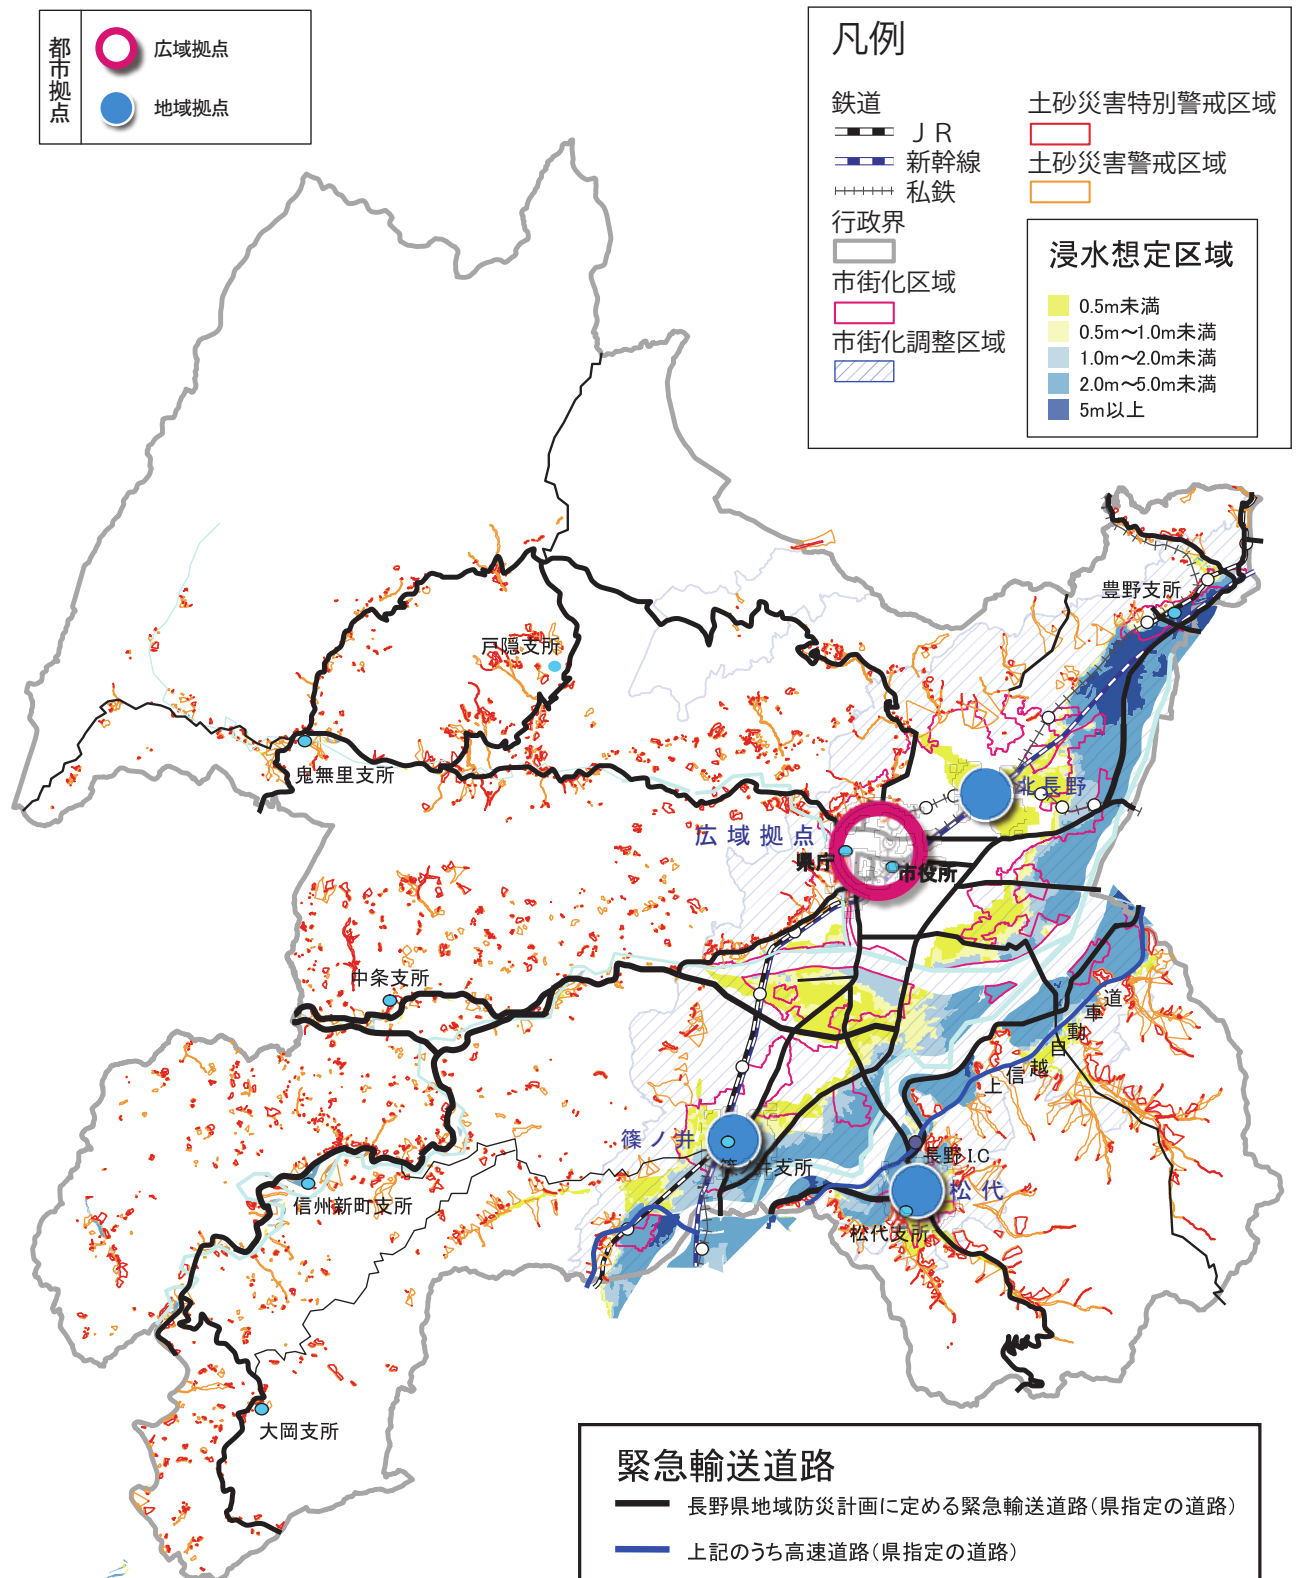 都市拠点
広域拠点
地域拠点
凡例
鉄道
ＪＲ
新幹線
私鉄
行政界
市街化区域
市街化調整区域
土砂災害特別警戒区域
土砂災害警戒区域
浸水想定区域
0.5m未満
0.5m～1.0m未満
1.0m～2.0m未満
2.0m～5.0m未満
5m以上
豊野支所
戸隠支所
鬼無里支所
北長野
広域拠点
県庁
市役所
中条支所
上信越自動車道
篠ノ井
篠ノ井支所
長野I.C
松代
松代支所
信州新町支所
大岡支所
緊急輸送道路
長野県地域防災計画に定める緊急輸送道路（県指定の道路）
上記のうち高速道路（県指定の道路）